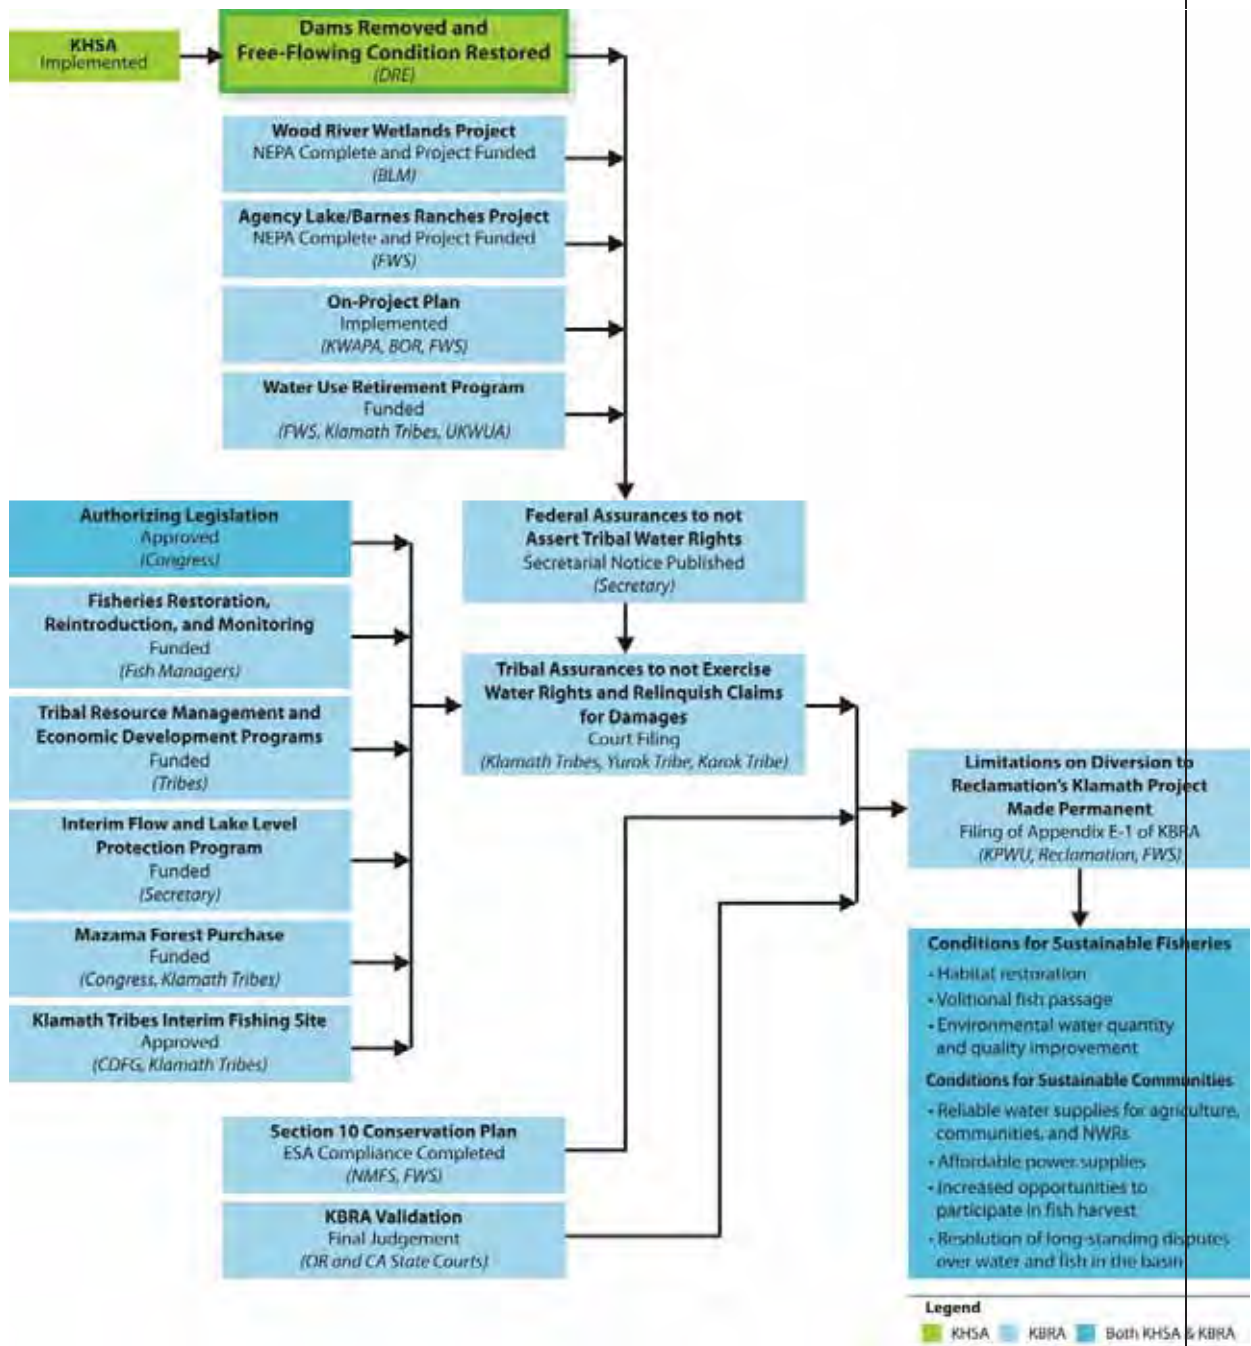 KHSA
Implemented
Dams Removed and
Free-Flowing Condition Restored
(DRE)
Wood River Wetlands Project
NEPA Complete and Project Funded
(BLM)
Agency Lake/Barnes Ranches Project
NEPA Complete and Project Funded
(FWS)
On-Project Plan
Implemented
(KWAPA, BOR, FWS)
Water Use Retirement Program
Funded
(FWS, Klamath Tribes, UKWUA)
Authorizing Legislation
Approved
(Congress)
Fisheries Restoration,
Reintroduction, and Monitoring
Funded
(Fish Managers)
Tribal Resource Management and
Economic Development Programs
Funded
(Tribes)
Interim Flow and Lake Level
Protection Program
Funded
(Secretary)
Mazama Forest Purchase
Funded
(Congress, Klamath Tribes)
Klamath Tribes Interim Fishing Site
Approved
(CDFG, Klamath Tribes)
Federal Assurances to not
Assert Tribal Water Rights
Secretarial Notice Published
(Secretary)
Tribal Assurances to not Exercise
Water Rights and Relinquish Claims
for Damages
Court Filing
(Klamath Tribes, Yurok Tribe, Karok Tribe)
Section 10 Conservation Plan
ESA Compliance Completed
(NMFS, FWS)
KBRA Validation
Final Judgement
(OR and CA State Courts)
Limitations on Diversion to
Reclamation's Klamath Project
Made Permanent
Filing of Appendix E-1 of KBRA
(KPWU, Reclamation, FWS)
Conditions for Sustainable Fisheries
• Habitat restoration
• Volitional fish passage
• Environmental water quantity
and quality improvement
Conditions for Sustainable Communities
• Reliable water supplies for agriculture,
communities, and NWRs
• Affordable power supplies
• Increased opportunities to
participate in fish harvest
• Resolution of long-standing disputes
over water and fish in the basin
Legend
KHSA KBRA Both KHSA & KBRA